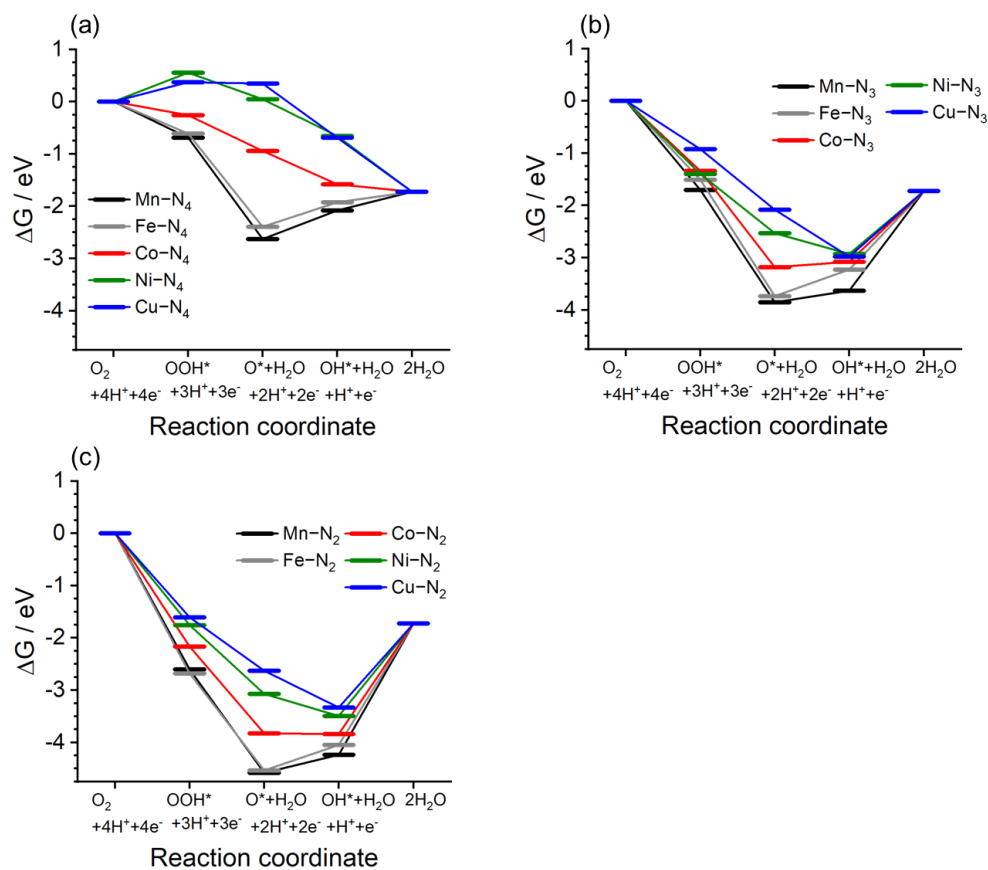 (a)
1
0
-1
-2
-3
-4
ΔG / eV
Mn–N₄
Fe–N₄
Co–N₄
Ni–N₄
Cu–N₄
O₂ OOH* O*+H₂O OH*+H₂O 2H₂O
+4H⁺+4e⁻ +3H⁺+3e⁻ +2H⁺+2e⁻ +H⁺+e⁻
Reaction coordinate
(b)
1
0
-1
-2
-3
-4
ΔG / eV
Mn–N₃ Ni–N₃
Fe–N₃ Cu–N₃
Co–N₃
O₂ OOH* O*+H₂O OH*+H₂O 2H₂O
+4H⁺+4e⁻ +3H⁺+3e⁻ +2H⁺+2e⁻ +H⁺+e⁻
Reaction coordinate
(c)
1
0
-1
-2
-3
-4
ΔG / eV
Mn–N₂ Co–N₂
Fe–N₂ Ni–N₂
Cu–N₂
O₂ OOH* O*+H₂O OH*+H₂O 2H₂O
+4H⁺+4e⁻ +3H⁺+3e⁻ +2H⁺+2e⁻ +H⁺+e⁻
Reaction coordinate